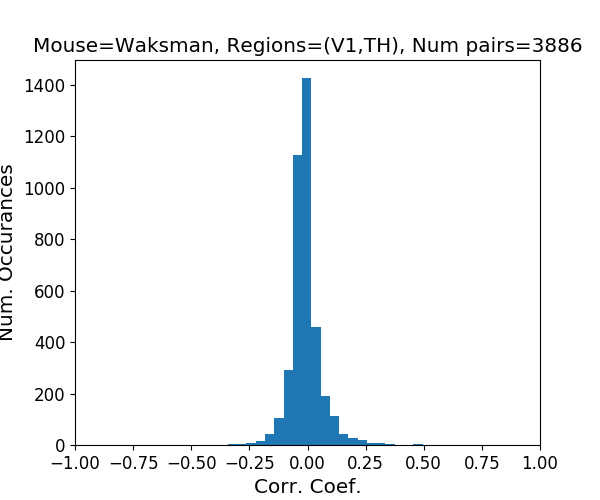 Mouse=Waksman, Regions=(V1,TH), Num pairs=3886
1400
1200
1000
800
600
400
200
0
Num. Occurances
−1.00 −0.75 −0.50 −0.25 0.00 0.25 0.50 0.75 1.00
Corr. Coef.